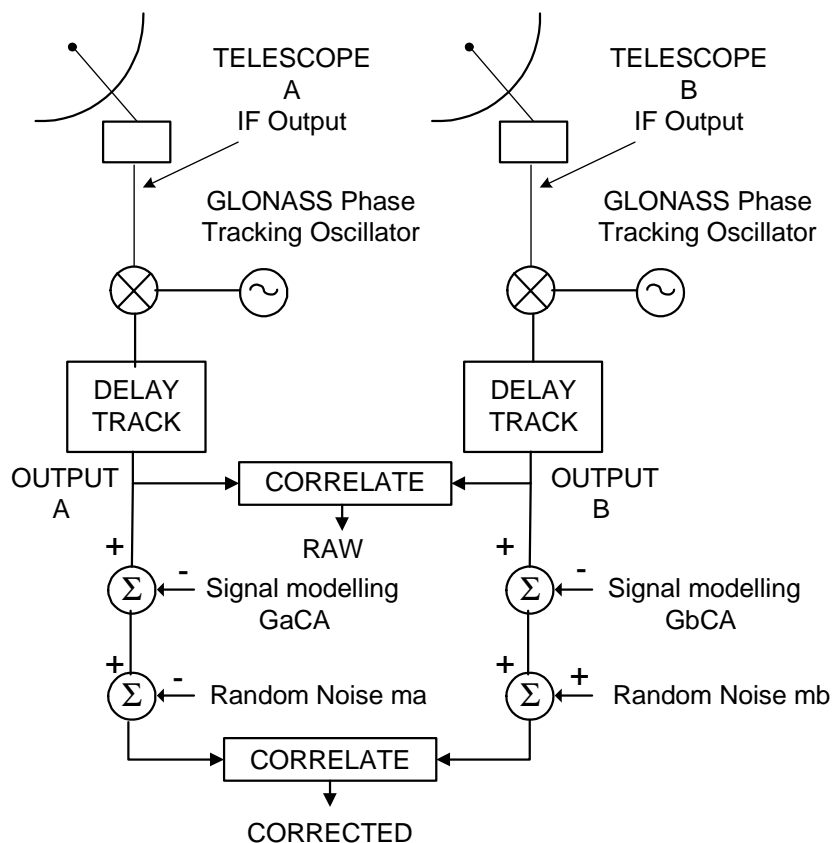 TELESCOPE
A
IF Output
TELESCOPE
B
IF Output
GLONASS Phase
Tracking Oscillator
GLONASS Phase
Tracking Oscillator
DELAY
TRACK
DELAY
TRACK
OUTPUT
A
CORRELATE
OUTPUT
B
RAW
+
-
Σ
Signal modelling
GaCA
+
-
Σ
Signal modelling
GbCA
+
-
Σ
Random Noise ma
+
+
Σ
Random Noise mb
CORRELATE
CORRECTED